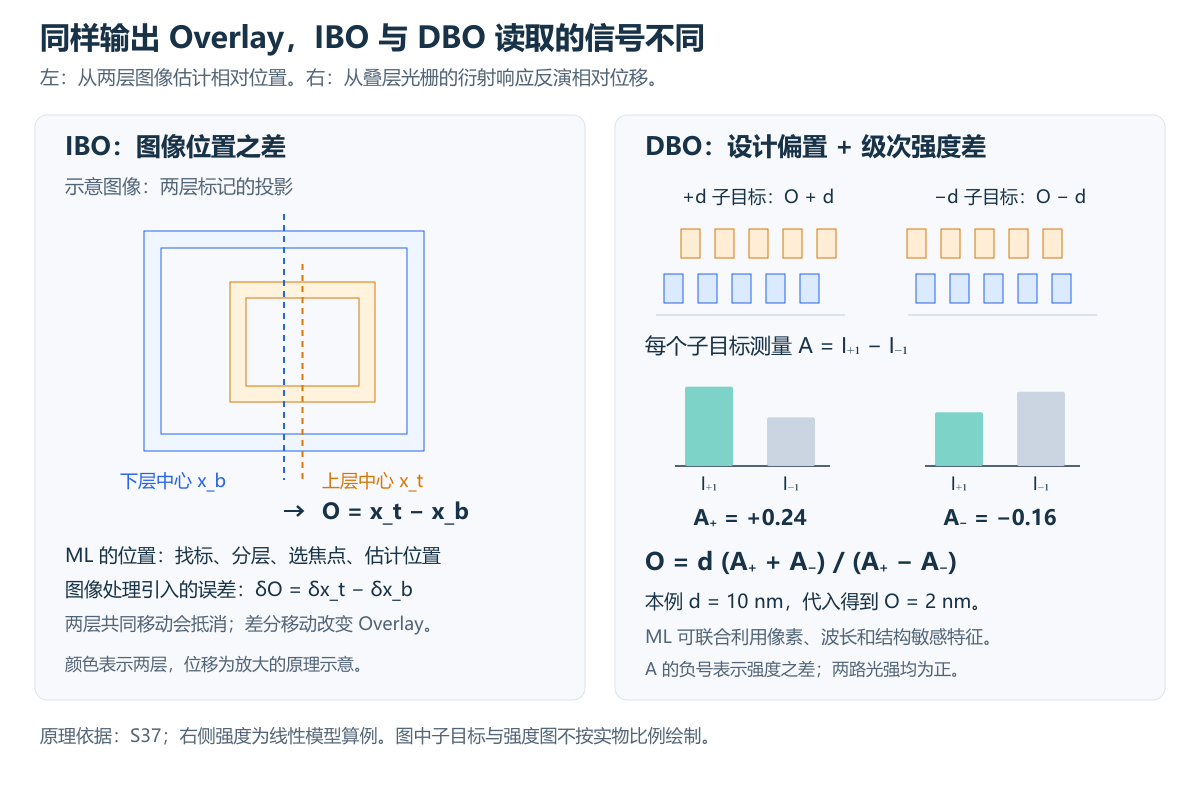 同样输出 Overlay，IBO 与 DBO 读取的信号不同
左：从两层图像估计相对位置。右：从叠层光栅的衍射响应反演相对位移。
IBO：图像位置之差
示意图像：两层标记的投影
下层中心 x_b
上层中心 x_t
→ O = x_t − x_b
ML 的位置：找标、分层、选焦点、估计位置
图像处理引入的误差：δO = δx_t − δx_b
两层共同移动会抵消；差分移动改变 Overlay。
颜色表示两层，位移为放大的原理示意。
DBO：设计偏置 + 级次强度差
+d 子目标：O + d
−d 子目标：O − d
每个子目标测量 A = I₊₁ − I₋₁
I₊₁
I₋₁
I₊₁
I₋₁
A₊ = +0.24
A₋ = −0.16
O = d (A₊ + A₋) / (A₊ − A₋)
本例 d = 10 nm，代入得到 O = 2 nm。
ML 可联合利用像素、波长和结构敏感特征。
A 的负号表示强度之差；两路光强均为正。
原理依据：S37；右侧强度为线性模型算例。图中子目标与强度图不按实物比例绘制。